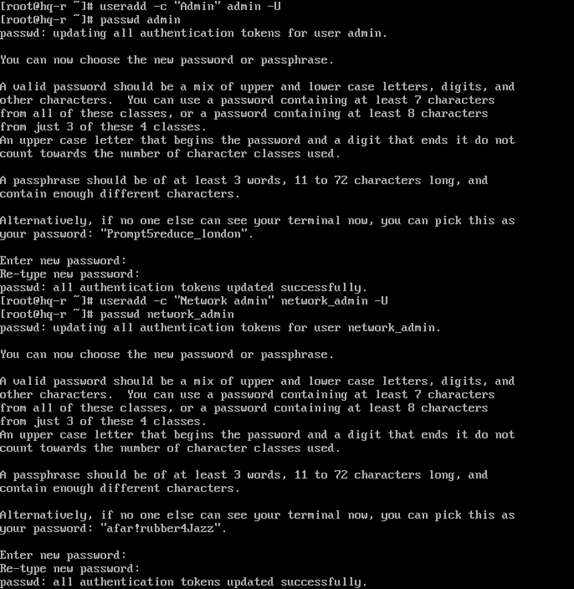 [root@hq-r ~]# useradd -c "Admin" admin -U
[root@hq-r ~]# passwd admin
passwd: updating all authentication tokens for user admin.
You can now choose the new password or passphrase.
A valid password should be a mix of upper and lower case letters, digits, and
other characters.  You can use a password containing at least 7 characters
from all of these classes, or a password containing at least 8 characters
from just 3 of these 4 classes.
An upper case letter that begins the password and a digit that ends it do not
count towards the number of character classes used.
A passphrase should be of at least 3 words, 11 to 72 characters long, and
contain enough different characters.
Alternatively, if no one else can see your terminal now, you can pick this as
your password: "Prompt5reduce_london".
Enter new password:
Re-type new password:
passwd: all authentication tokens updated successfully.
[root@hq-r ~]# useradd -c "Network admin" network_admin -U
[root@hq-r ~]# passwd network_admin
passwd: updating all authentication tokens for user network_admin.
You can now choose the new password or passphrase.
A valid password should be a mix of upper and lower case letters, digits, and
other characters.  You can use a password containing at least 7 characters
from all of these classes, or a password containing at least 8 characters
from just 3 of these 4 classes.
An upper case letter that begins the password and a digit that ends it do not
count towards the number of character classes used.
A passphrase should be of at least 3 words, 11 to 72 characters long, and
contain enough different characters.
Alternatively, if no one else can see your terminal now, you can pick this as
your password: "afar!rubber4Jazz".
Enter new password:
Re-type new password:
passwd: all authentication tokens updated successfully.